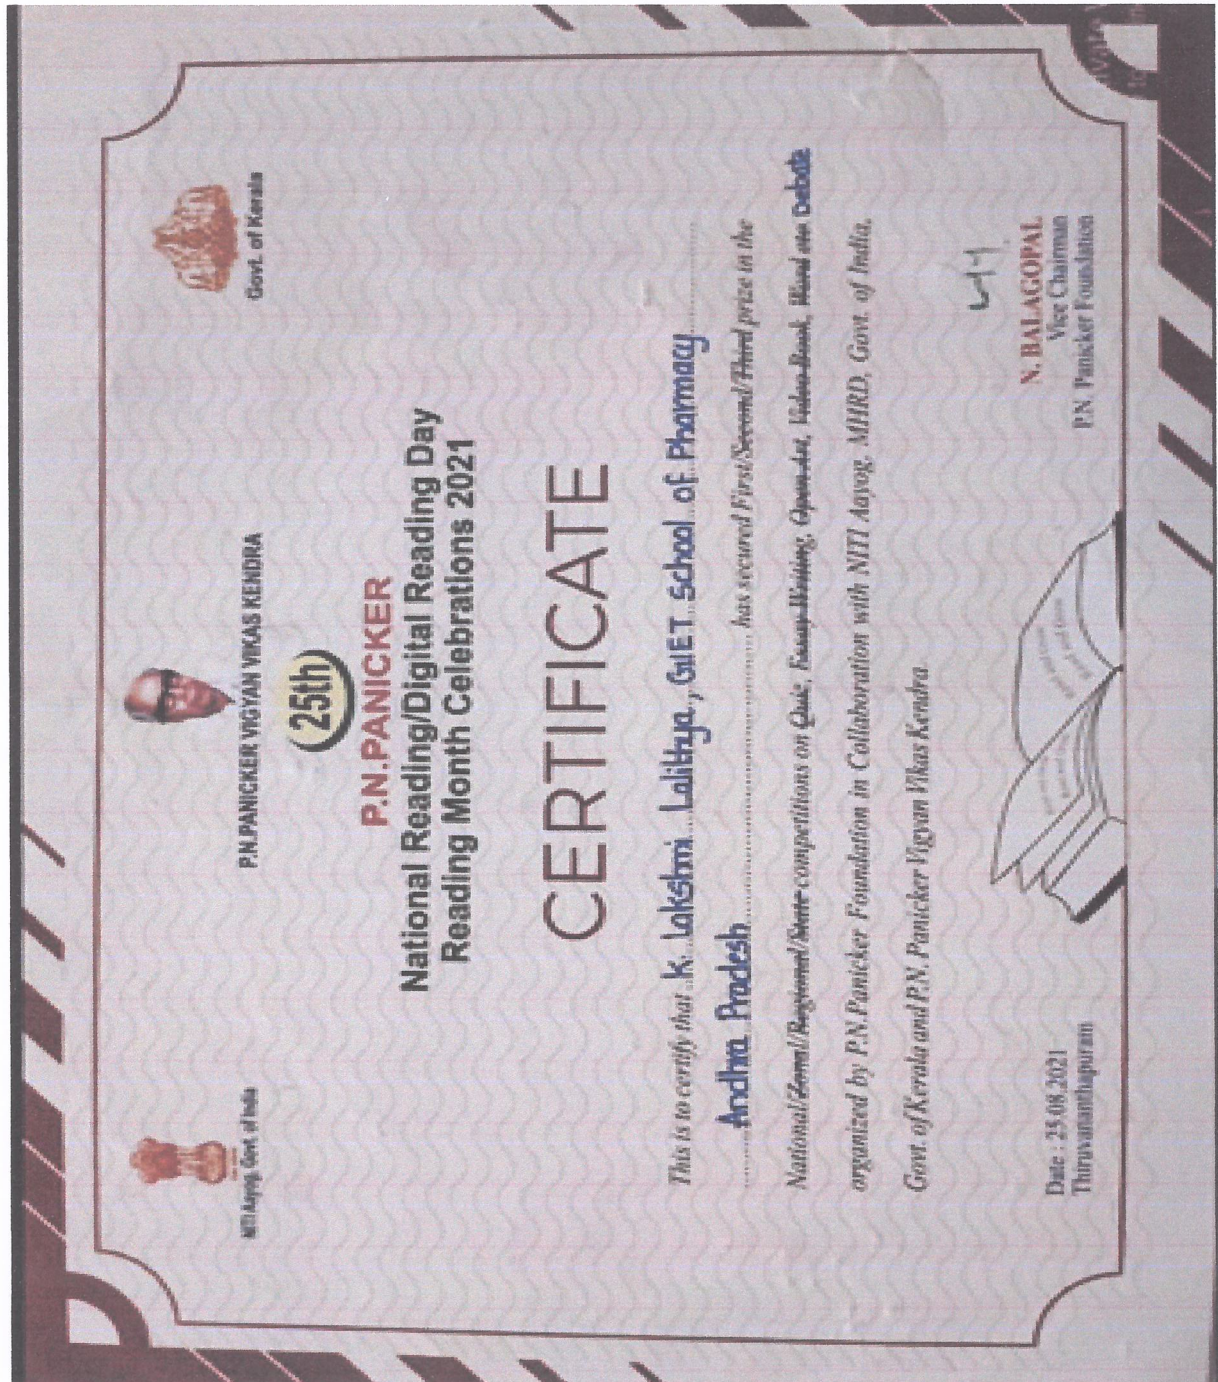 NITI Aayog, Govt. of India
P.N.PANICKER VIGYAN VIKAS KENDRA
Govt. of Kerala
25th
P.N.PANICKER
National Reading/Digital Reading Day
Reading Month Celebrations 2021
CERTIFICATE
This is to certify that K. Lakshmi Lalithya, GIET School of Pharmacy
Andhra Pradesh has secured First/Second/Third prize in the
National/Zonal/Regional/State competitions on Quic, Essay Writing, Open Art, Video Book, Debate
organized by P.N.Panicker Foundation in Collaboration with NITI Aayog, MHRD, Govt. of India,
Govt. of Kerala and P.N. Panicker Vigyan Vikas Kendra
Date : 25.08.2021
Thiruvananthapuram
N. BALAGOPAL
Vice Chairman
P.N. Panicker Foundation